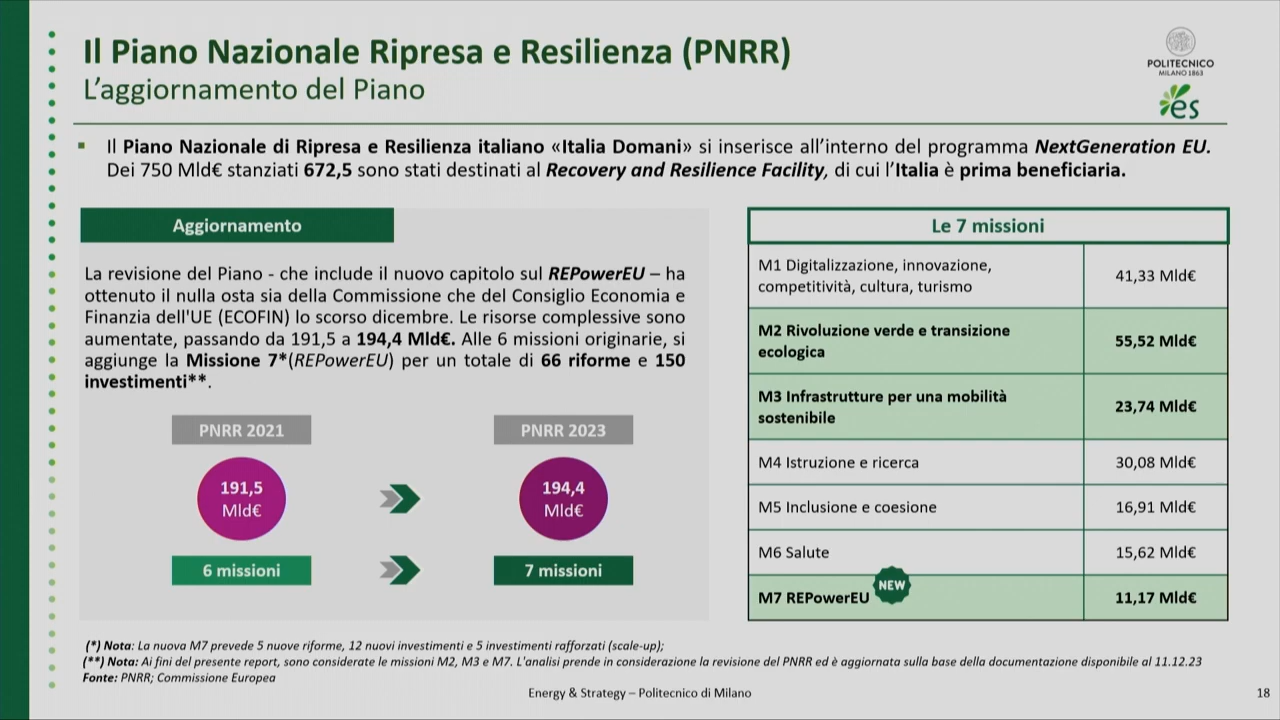 Il Piano Nazionale Ripresa e Resilienza (PNRR)
L'aggiornamento del Piano
POLITECNICO
MILANO 1863
es
▪ Il Piano Nazionale di Ripresa e Resilienza italiano «Italia Domani» si inserisce all'interno del programma NextGeneration EU.
Dei 750 Mld€ stanziati 672,5 sono stati destinati al Recovery and Resilience Facility, di cui l'Italia è prima beneficiaria.
Aggiornamento
La revisione del Piano - che include il nuovo capitolo sul REPowerEU – ha
ottenuto il nulla osta sia della Commissione che del Consiglio Economia e
Finanzia dell'UE (ECOFIN) lo scorso dicembre. Le risorse complessive sono
aumentate, passando da 191,5 a 194,4 Mld€. Alle 6 missioni originarie, si
aggiunge la Missione 7*(REPowerEU) per un totale di 66 riforme e 150
investimenti**.
PNRR 2021
PNRR 2023
191,5
Mld€
194,4
Mld€
6 missioni
7 missioni
Le 7 missioni
M1 Digitalizzazione, innovazione,
competitività, cultura, turismo
41,33 Mld€
M2 Rivoluzione verde e transizione
ecologica
55,52 Mld€
M3 Infrastrutture per una mobilità
sostenibile
23,74 Mld€
M4 Istruzione e ricerca
30,08 Mld€
M5 Inclusione e coesione
16,91 Mld€
M6 Salute
15,62 Mld€
M7 REPowerEU
NEW
11,17 Mld€
(*) Nota: La nuova M7 prevede 5 nuove riforme, 12 nuovi investimenti e 5 investimenti rafforzati (scale-up);
(**) Nota: Ai fini del presente report, sono considerate le missioni M2, M3 e M7. L'analisi prende in considerazione la revisione del PNRR ed è aggiornata sulla base della documentazione disponibile al 11.12.23
Fonte: PNRR; Commissione Europea
Energy & Strategy – Politecnico di Milano
18